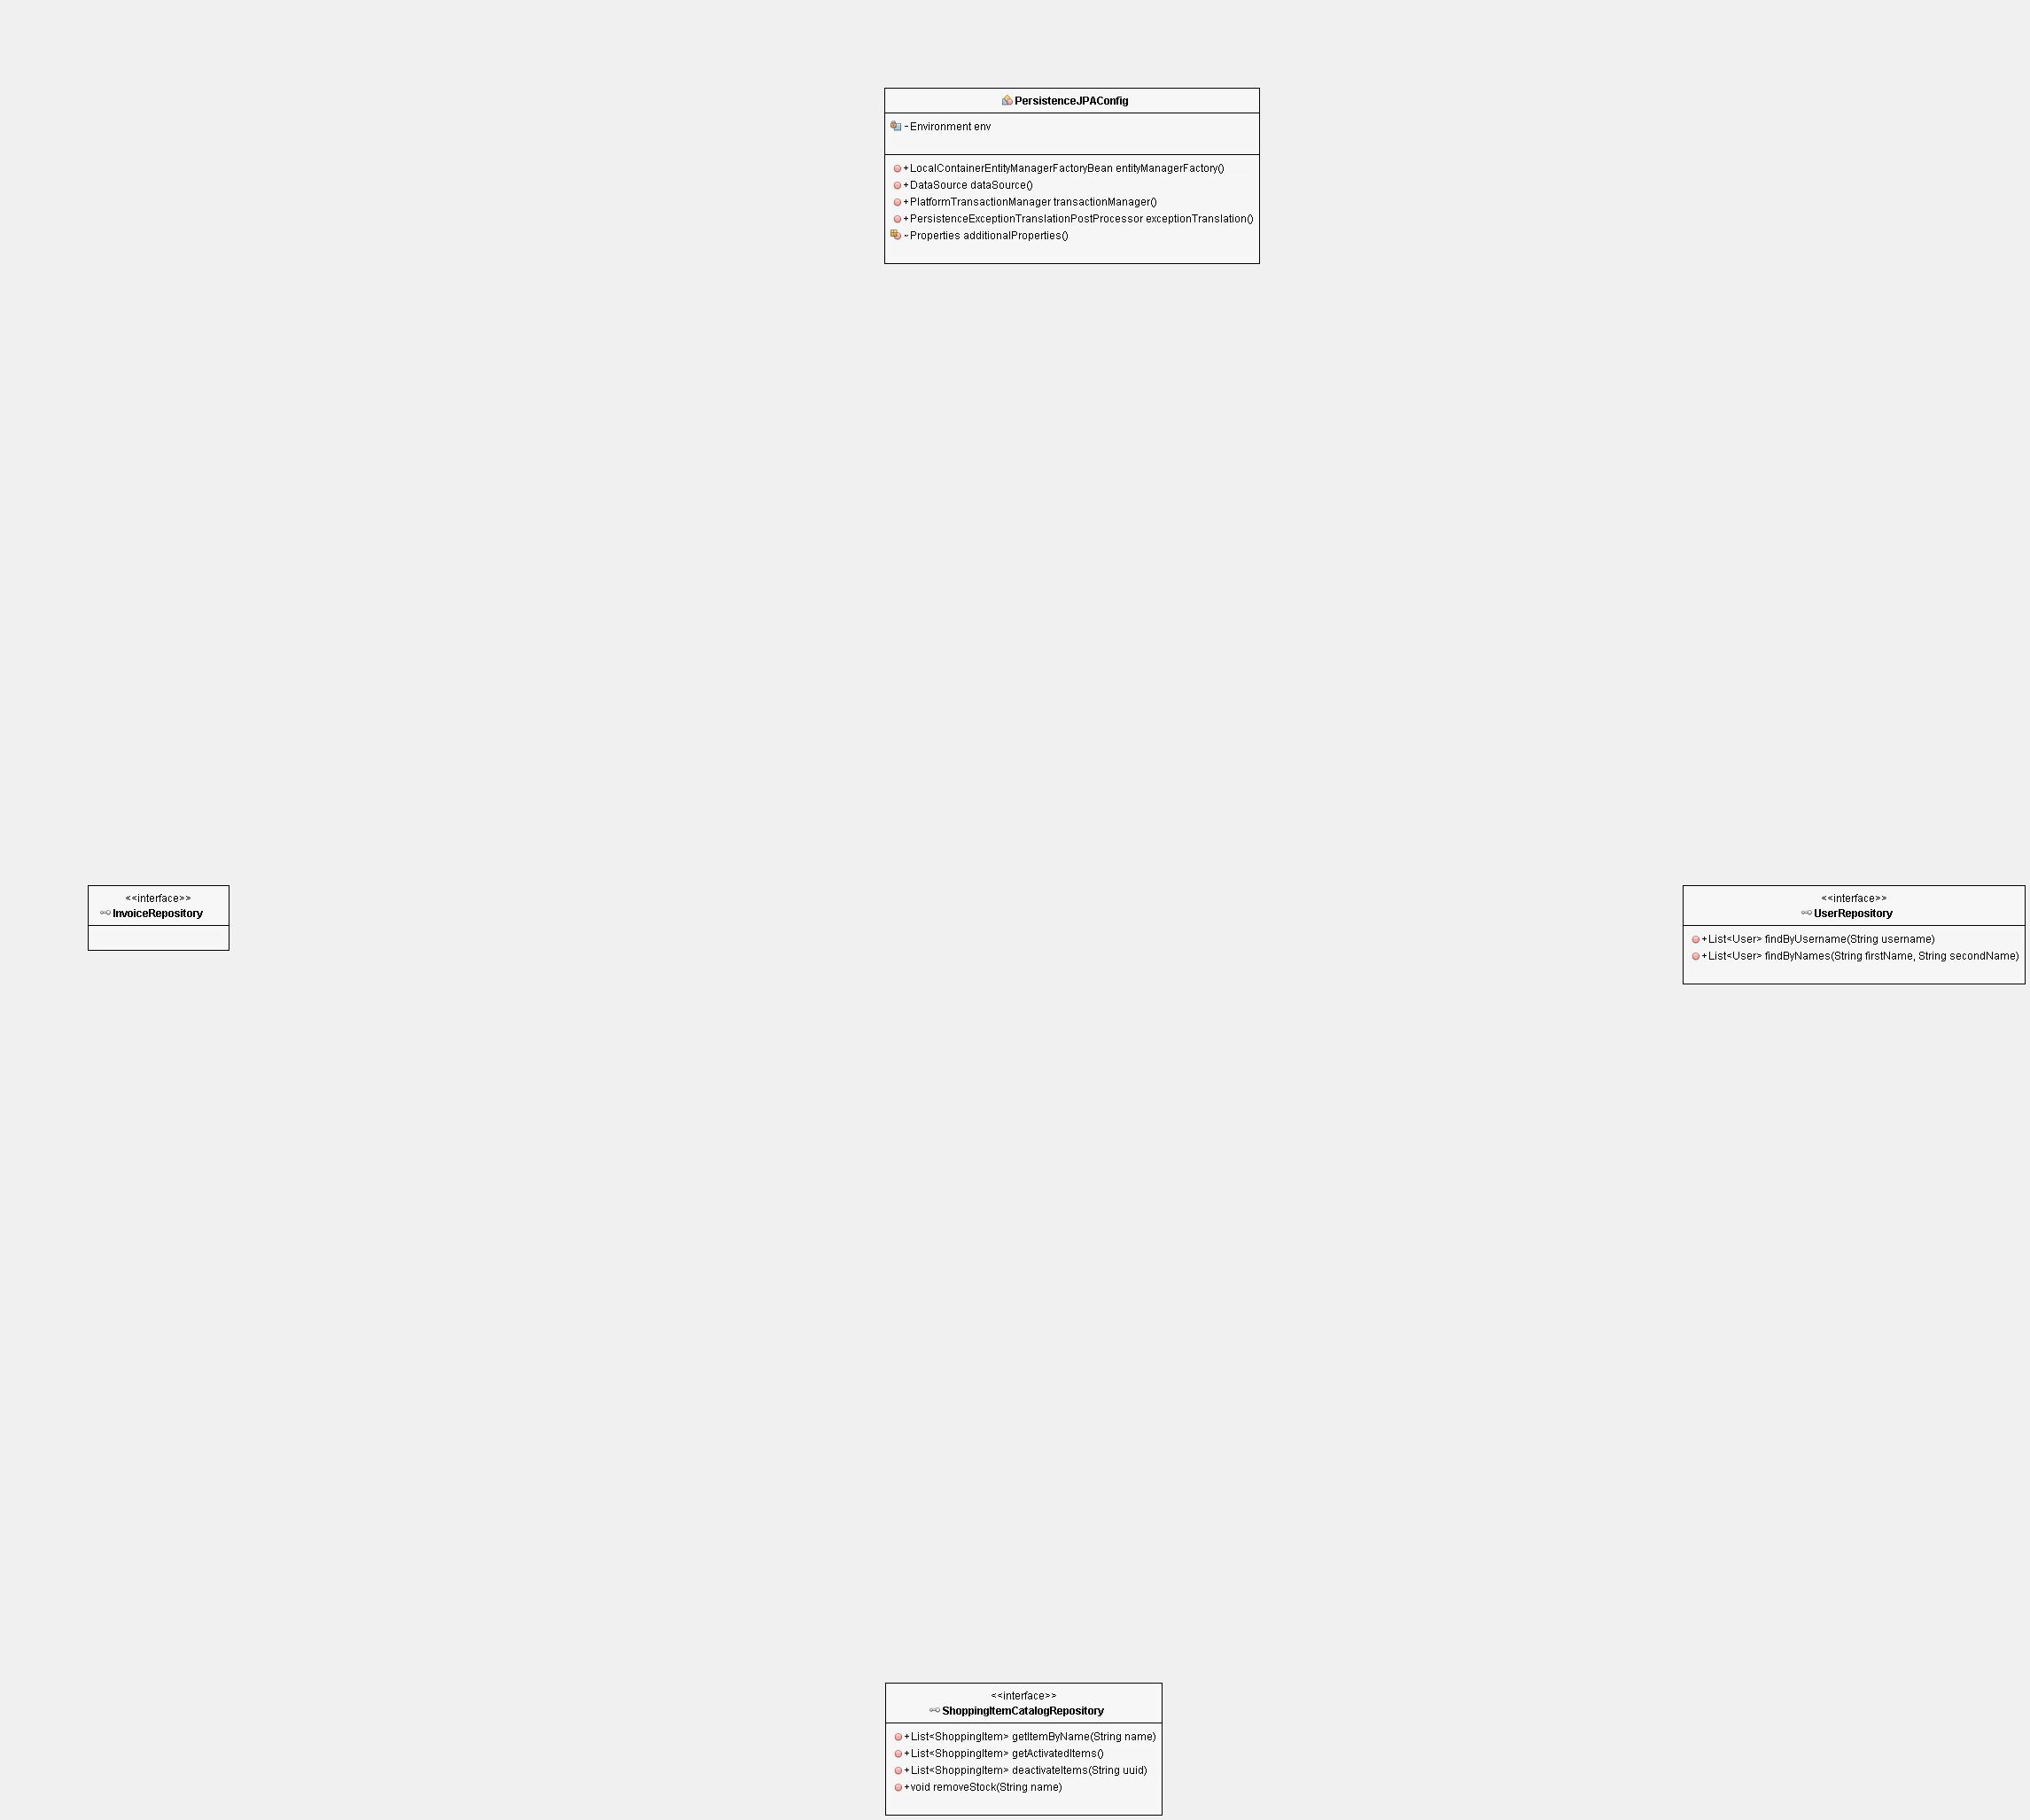 PersistenceJPAConfig
- Environment env
+ LocalContainerEntityManagerFactoryBean entityManagerFactory()
+ DataSource dataSource()
+ PlatformTransactionManager transactionManager()
+ PersistenceExceptionTranslationPostProcessor exceptionTranslation()
~ Properties additionalProperties()
<<interface>>
InvoiceRepository
<<interface>>
UserRepository
+ List<User> findByUsername(String username)
+ List<User> findByNames(String firstName, String secondName)
<<interface>>
ShoppingItemCatalogRepository
+ List<ShoppingItem> getItemByName(String name)
+ List<ShoppingItem> getActivatedItems()
+ List<ShoppingItem> deactivateItems(String uuid)
+ void removeStock(String name)